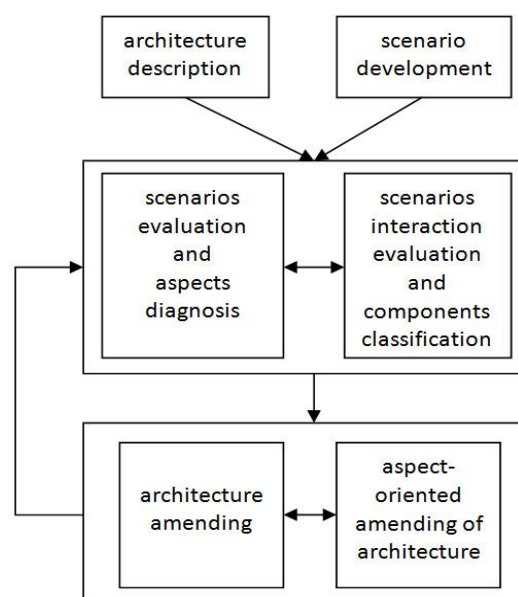 architecture
description
scenario
development
scenarios
evaluation
and
aspects
diagnosis
scenarios
interaction
evaluation
and
components
classification
architecture
amending
aspect-
oriented
amending of
architecture